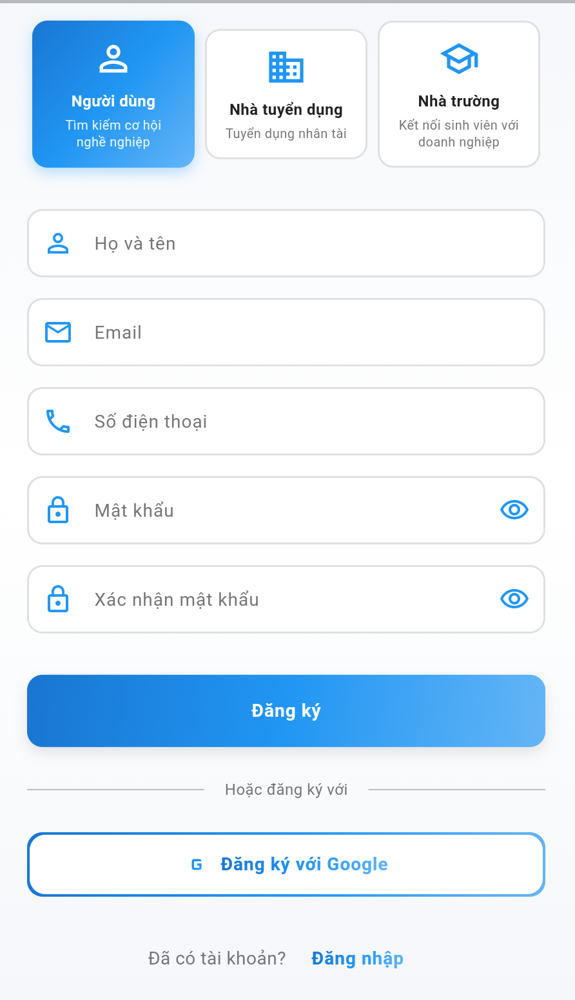 Người dùng
Tìm kiếm cơ hội
nghề nghiệp
Nhà tuyển dụng
Tuyển dụng nhân tài
Nhà trường
Kết nối sinh viên với
doanh nghiệp
Họ và tên
Email
Số điện thoại
Mật khẩu
Xác nhận mật khẩu
Đăng ký
Hoặc đăng ký với
G Đăng ký với Google
Đã có tài khoản? Đăng nhập